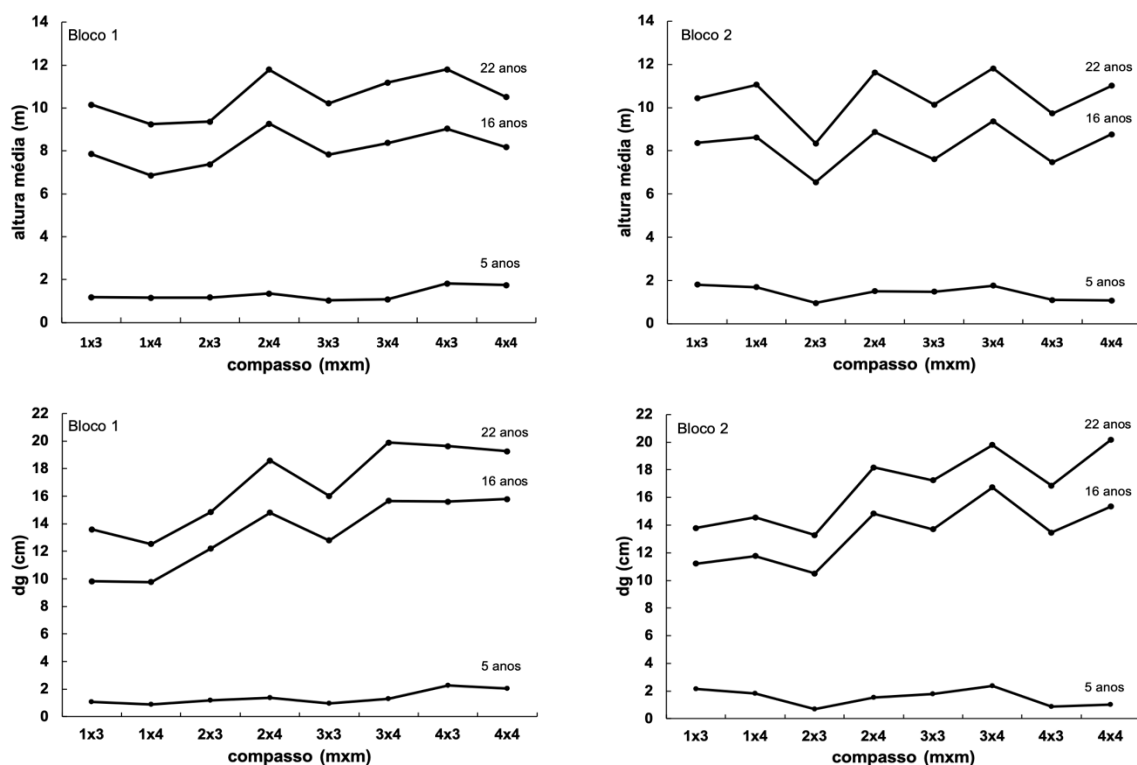 Bloco 1
altura média (m)
14
12
10
8
6
4
2
0
22 anos
16 anos
5 anos
1x3 1x4 2x3 2x4 3x3 3x4 4x3 4x4
compasso (mxm)
Bloco 2
altura média (m)
14
12
10
8
6
4
2
0
22 anos
16 anos
5 anos
1x3 1x4 2x3 2x4 3x3 3x4 4x3 4x4
compasso (mxm)
Bloco 1
dg (cm)
22
20
18
16
14
12
10
8
6
4
2
0
22 anos
16 anos
5 anos
1x3 1x4 2x3 2x4 3x3 3x4 4x3 4x4
compasso (mxm)
Bloco 2
dg (cm)
22
20
18
16
14
12
10
8
6
4
2
0
22 anos
16 anos
5 anos
1x3 1x4 2x3 2x4 3x3 3x4 4x3 4x4
compasso (mxm)